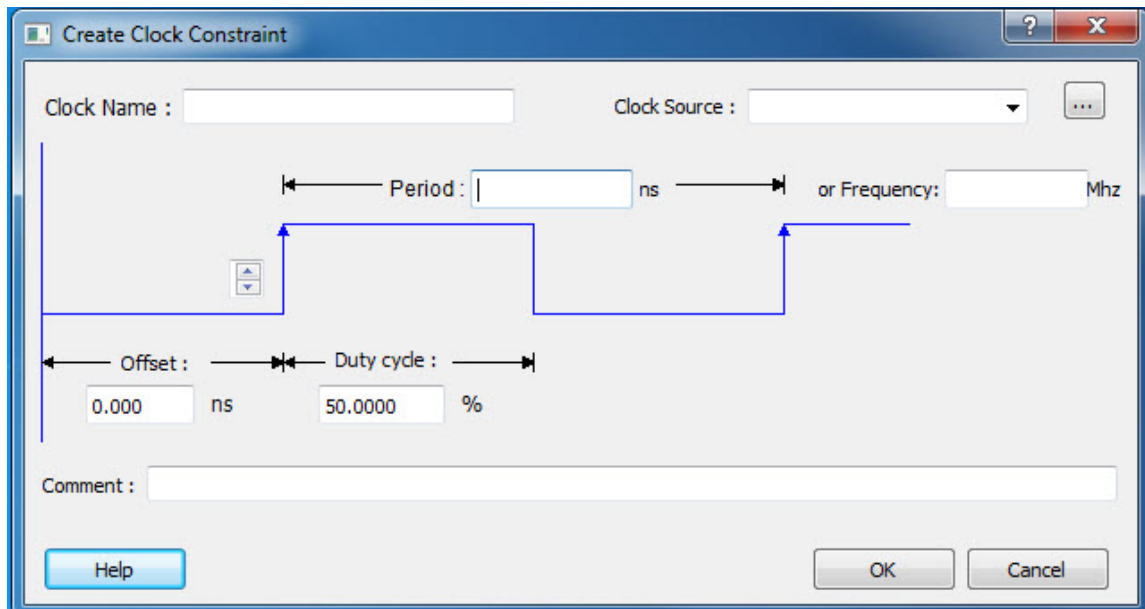 Create Clock Constraint
?
X
Clock Name :
Clock Source :
...
Period :
ns
or Frequency:
Mhz
Offset :
Duty cycle :
0.000
ns
50.0000
%
Comment :
Help
OK
Cancel